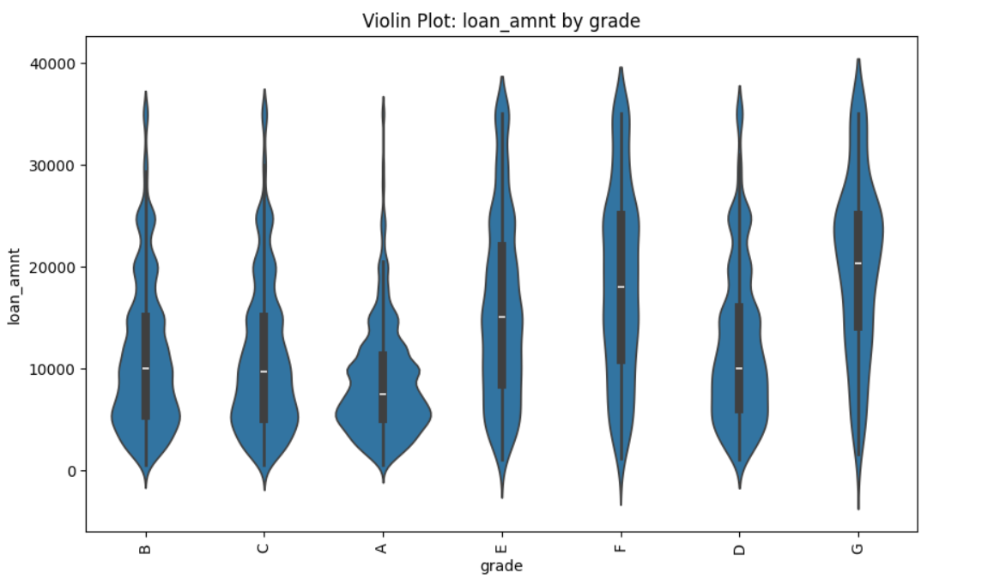 Violin Plot: loan_amnt by grade
40000
30000
20000
10000
0
loan_amnt
B C A E F D G
grade